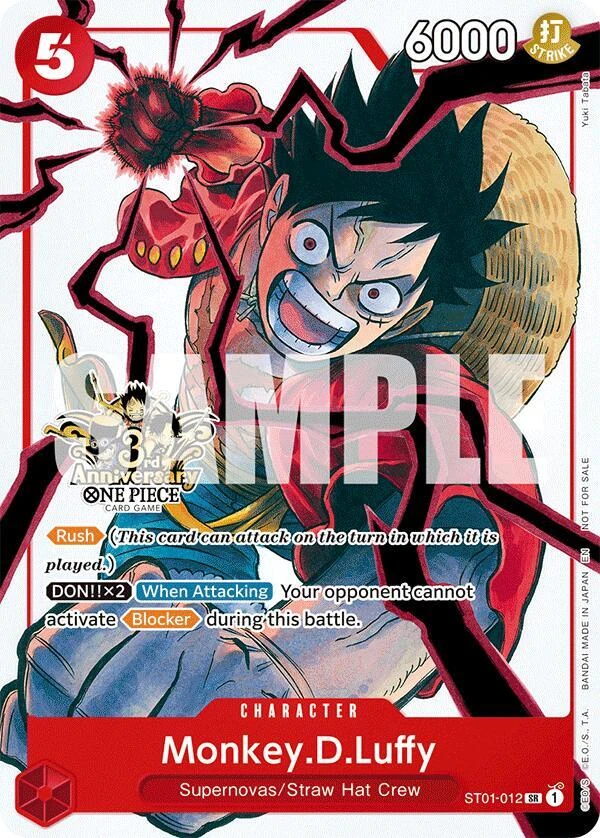 5
6000
打
STRIKE
Yuki Tabata
SAMPLE
3rd
Anniversary
ONE PIECE
CARD GAME
Rush (This card can attack on the turn in which it is
played.)
DON!!×2 When Attacking Your opponent cannot
activate Blocker during this battle.
CHARACTER
Monkey.D.Luffy
Supernovas/Straw Hat Crew
ST01-012 SR 1
©E.O./S., T.A. BANDAI MADE IN JAPAN EN NOT FOR SALE